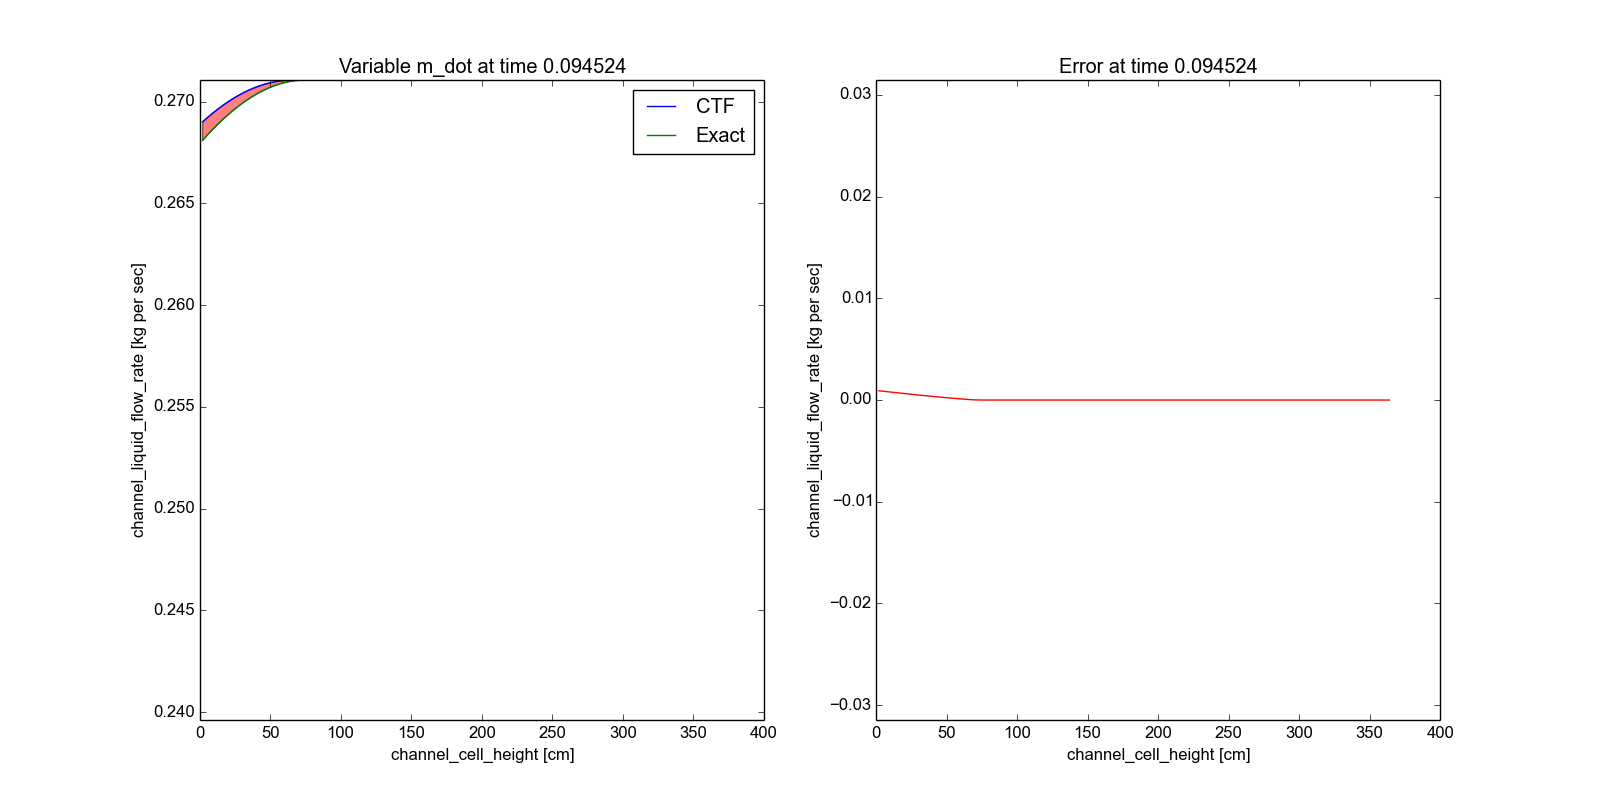 Variable m_dot at time 0.094524
0.270
0.265
0.260
0.255
0.250
0.245
0.240
channel_liquid_flow_rate [kg per sec]
CTF
Exact
0 50 100 150 200 250 300 350 400
channel_cell_height [cm]
Error at time 0.094524
0.03
0.02
0.01
0.00
−0.01
−0.02
−0.03
channel_liquid_flow_rate [kg per sec]
0 50 100 150 200 250 300 350 400
channel_cell_height [cm]